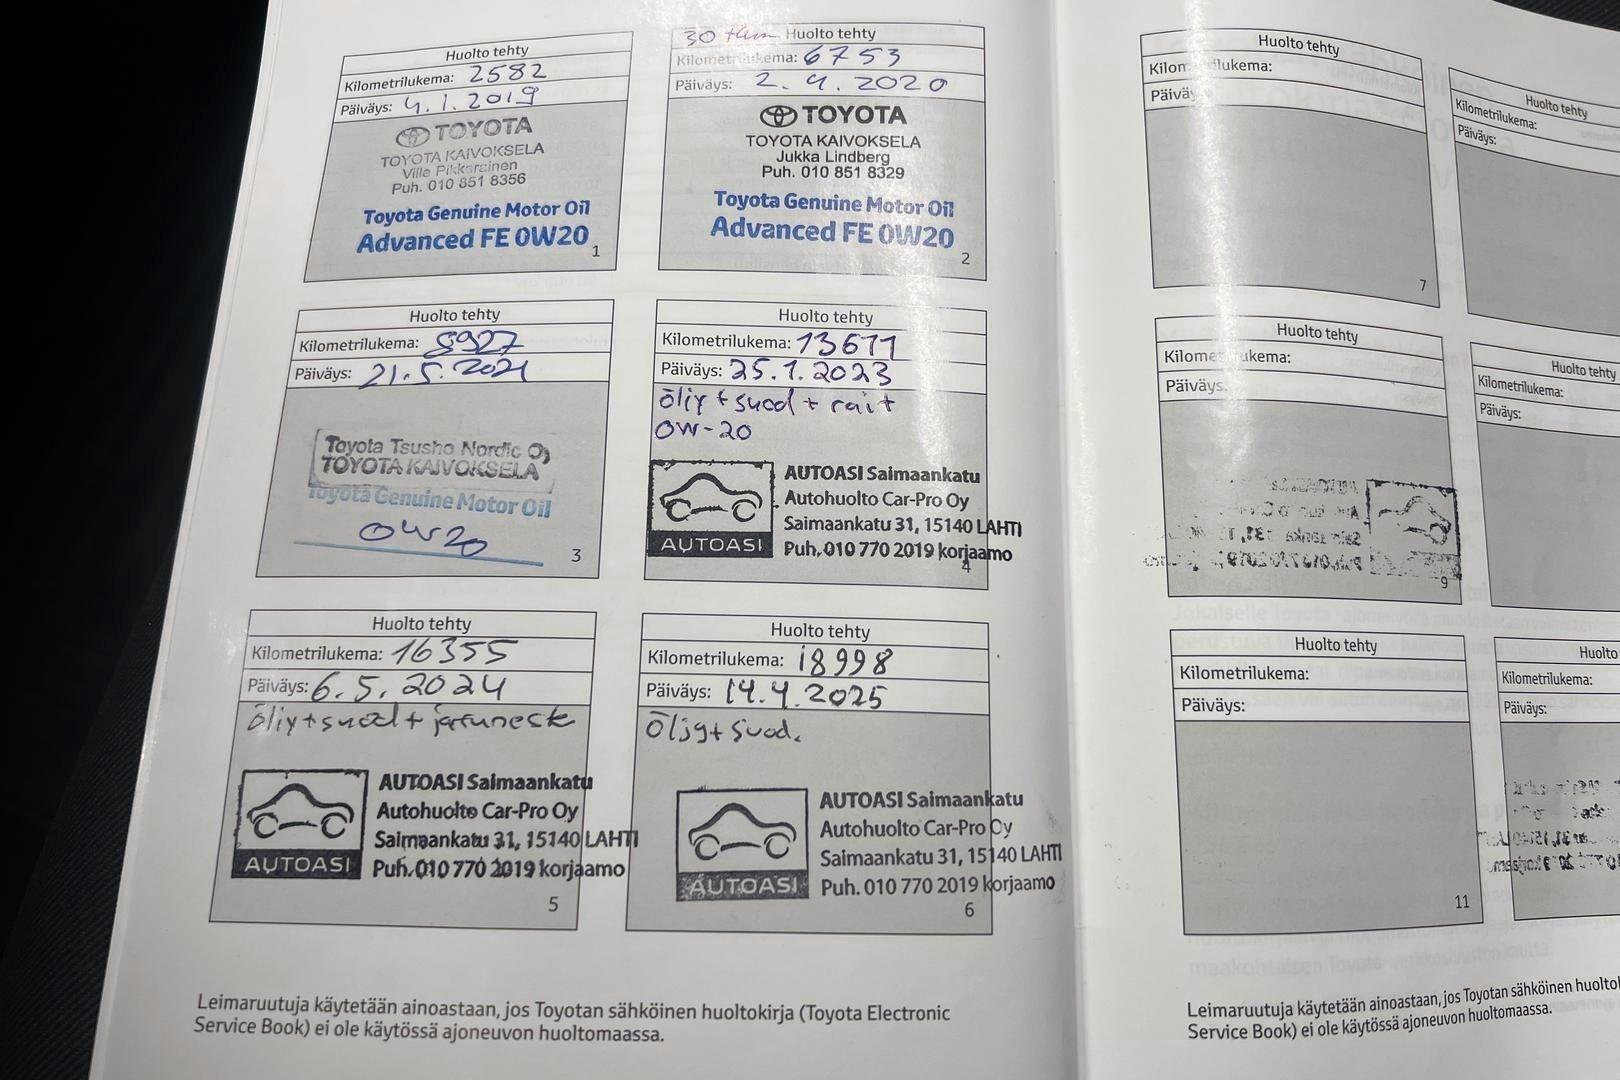 Huolto tehty
Kilometrilukema: 2582
Päiväys: 4.1.2019
TOYOTA
TOYOTA KAIVOKSELA
Ville Pikkarainen
Puh. 010 851 8356
Toyota Genuine Motor Oil
Advanced FE 0W20
1
30 tkm Huolto tehty
Kilometrilukema: 6753
Päiväys: 2.4.2020
TOYOTA
TOYOTA KAIVOKSELA
Jukka Lindberg
Puh. 010 851 8329
Toyota Genuine Motor Oil
Advanced FE 0W20
2
Huolto tehty
Kilometrilukema: 8927
Päiväys: 21.5.2021
Toyota Tsusho Nordic Oy
TOYOTA KAIVOKSELA
Toyota Genuine Motor Oil
0W20
3
Huolto tehty
Kilometrilukema: 13611
Päiväys: 25.1.2023
öljy + suod + rait
0W-20
AUTOASI
AUTOASI Saimaankatu
Autohuolto Car-Pro Oy
Saimaankatu 31, 15140 LAHTI
Puh. 010 770 2019 korjaamo
4
Huolto tehty
Kilometrilukema: 16355
Päiväys: 6.5.2024
öljy+suod+jarruneste
AUTOASI
AUTOASI Saimaankatu
Autohuolto Car-Pro Oy
Saimaankatu 31, 15140 LAHTI
Puh. 010 770 2019 korjaamo
5
Huolto tehty
Kilometrilukema: 18998
Päiväys: 14.4.2025
Öljy+suod.
AUTOASI
AUTOASI Saimaankatu
Autohuolto Car-Pro Oy
Saimaankatu 31, 15140 LAHTI
Puh. 010 770 2019 korjaamo
6
Leimaruutuja käytetään ainoastaan, jos Toyotan sähköinen huoltokirja (Toyota Electronic
Service Book) ei ole käytössä ajoneuvon huoltomaassa.
Huolto tehty
Kilometrilukema:
Päiväys:
7
Huolto tehty
Kilometrilukema:
Päiväys:
Huolto tehty
Kilometrilukema:
Päiväys:
9
Huolto tehty
Kilometrilukema:
Päiväys:
Huolto tehty
Kilometrilukema:
Päiväys:
11
Huolto
Kilometrilukema:
Päiväys:
Leimaruutuja käytetään ainoastaan, jos Toyotan sähköinen
Service Book) ei ole käytössä ajoneuvon huoltomaassa.